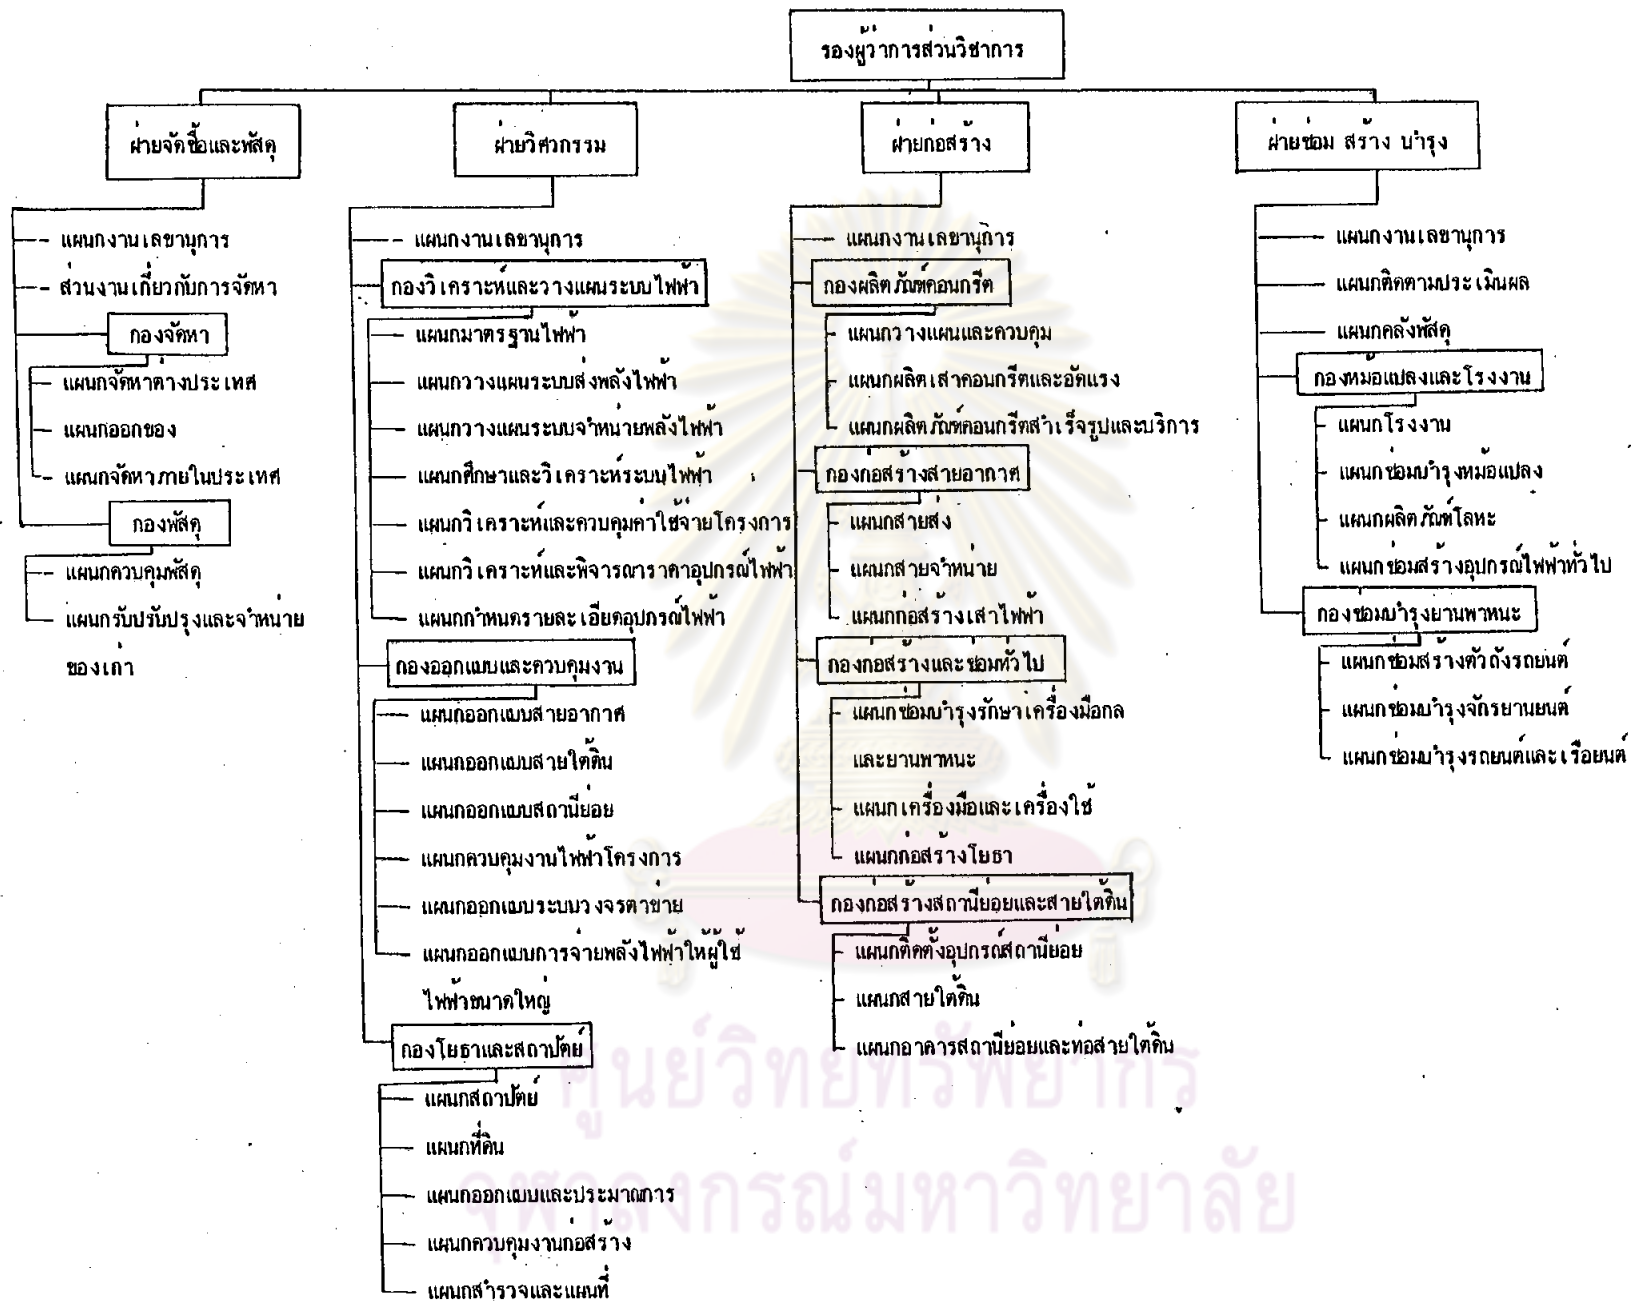 รองผู้ว่าการส่วนวิชาการ
ฝ่ายจัดซื้อและพัสดุ
แผนกงานเลขานุการ
ส่วนงานเกี่ยวกับการจัดหา
กองจัดหา
แผนกจัดหาต่างประเทศ
แผนกออกของ
แผนกจัดหาภายในประเทศ
กองพัสดุ
แผนกควบคุมพัสดุ
แผนกรับปรับปรุงและจำหน่าย
ของเก่า
ฝ่ายวิศวกรรม
แผนกงานเลขานุการ
กองวิเคราะห์และวางแผนระบบไฟฟ้า
แผนกมาตรฐานไฟฟ้า
แผนกวางแผนระบบส่งพลังไฟฟ้า
แผนกวางแผนระบบจำหน่ายพลังไฟฟ้า
แผนกศึกษาและวิเคราะห์ระบบไฟฟ้า
แผนกวิเคราะห์และควบคุมค่าใช้จ่ายโครงการ
แผนกวิเคราะห์และพิจารณาราคาอุปกรณ์ไฟฟ้า
แผนกกำหนดรายละเอียดอุปกรณ์ไฟฟ้า
กองออกแบบและควบคุมงาน
แผนกออกแบบสายอากาศ
แผนกออกแบบสายใต้ดิน
แผนกออกแบบสถานีย่อย
แผนกควบคุมงานไฟฟ้าโครงการ
แผนกออกแบบระบบวงจรตาข่าย
แผนกออกแบบการจ่ายพลังไฟฟ้าให้ผู้ใช้
ไฟฟ้าขนาดใหญ่
กองโยธาและสถาปัตย์
แผนกสถาปัตย์
แผนกที่ดิน
แผนกออกแบบและประมาณการ
แผนกควบคุมงานก่อสร้าง
แผนกสำรวจและแผนที่
ฝ่ายก่อสร้าง
แผนกงานเลขานุการ
กองผลิตภัณฑ์คอนกรีต
แผนกวางแผนและควบคุม
แผนกผลิตเสาคอนกรีตและอัดแรง
แผนกผลิตภัณฑ์คอนกรีตสำเร็จรูปและบริการ
กองก่อสร้างสายอากาศ
แผนกสายส่ง
แผนกสายจำหน่าย
แผนกก่อสร้างเสาไฟฟ้า
กองก่อสร้างและซ่อมทั่วไป
แผนกซ่อมบำรุงรักษาเครื่องมือกล
และยานพาหนะ
แผนกเครื่องมือและเครื่องใช้
แผนกก่อสร้างโยธา
กองก่อสร้างสถานีย่อยและสายใต้ดิน
แผนกติดตั้งอุปกรณ์สถานีย่อย
แผนกสายใต้ดิน
แผนกอาคารสถานีย่อยและท่อสายใต้ดิน
ฝ่ายซ่อม สร้าง บำรุง
แผนกงานเลขานุการ
แผนกติดตามประเมินผล
แผนกคลังพัสดุ
กองหม้อแปลงและโรงงาน
แผนกโรงงาน
แผนกซ่อมบำรุงหม้อแปลง
แผนกผลิตภัณฑ์โลหะ
แผนกซ่อมสร้างอุปกรณ์ไฟฟ้าทั่วไป
กองซ่อมบำรุงยานพาหนะ
แผนกซ่อมสร้างตัวถังรถยนต์
แผนกซ่อมบำรุงจักรยานยนต์
แผนกซ่อมบำรุงรถยนต์และเรือยนต์
ศูนย์วิทยทรัพยากร
จุฬาลงกรณ์มหาวิทยาลัย